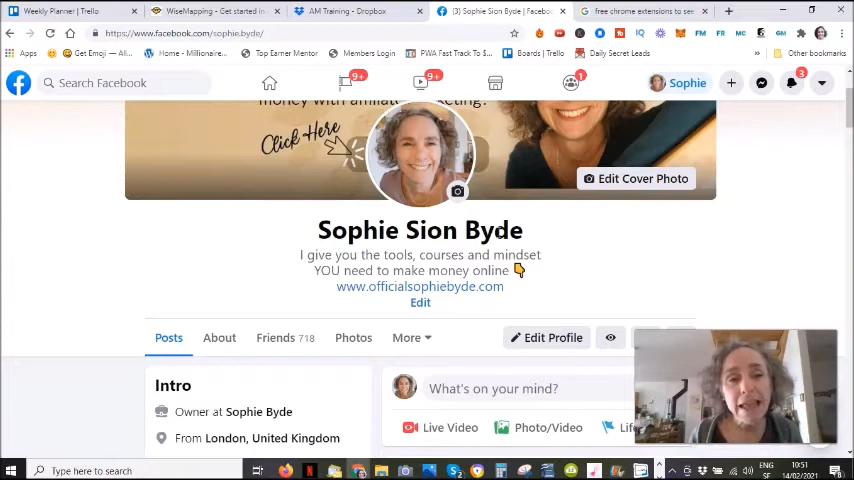 Weekly Planner | Trello
WiseMapping - Get started in
AM Training - Dropbox
(3) Sophie Sion Byde | Facebook
free chrome extensions to see
https://www.facebook.com/sophie.byde/
Apps
Get Emoji — All...
Home - Millionaire...
Top Earner Mentor
Members Login
PWA Fast Track To $...
Boards | Trello
Daily Secret Leads
Other bookmarks
Search Facebook
9+
9+
1
Sophie
3
money with affiliate marketing?
Click Here
Edit Cover Photo
Sophie Sion Byde
I give you the tools, courses and mindset
YOU need to make money online 👇
www.officialsophiebyde.com
Edit
Posts
About
Friends 718
Photos
More
Edit Profile
Intro
What's on your mind?
Owner at Sophie Byde
Live Video
Photo/Video
From London, United Kingdom
Type here to search
ENG
SF
10:51
14/02/2021